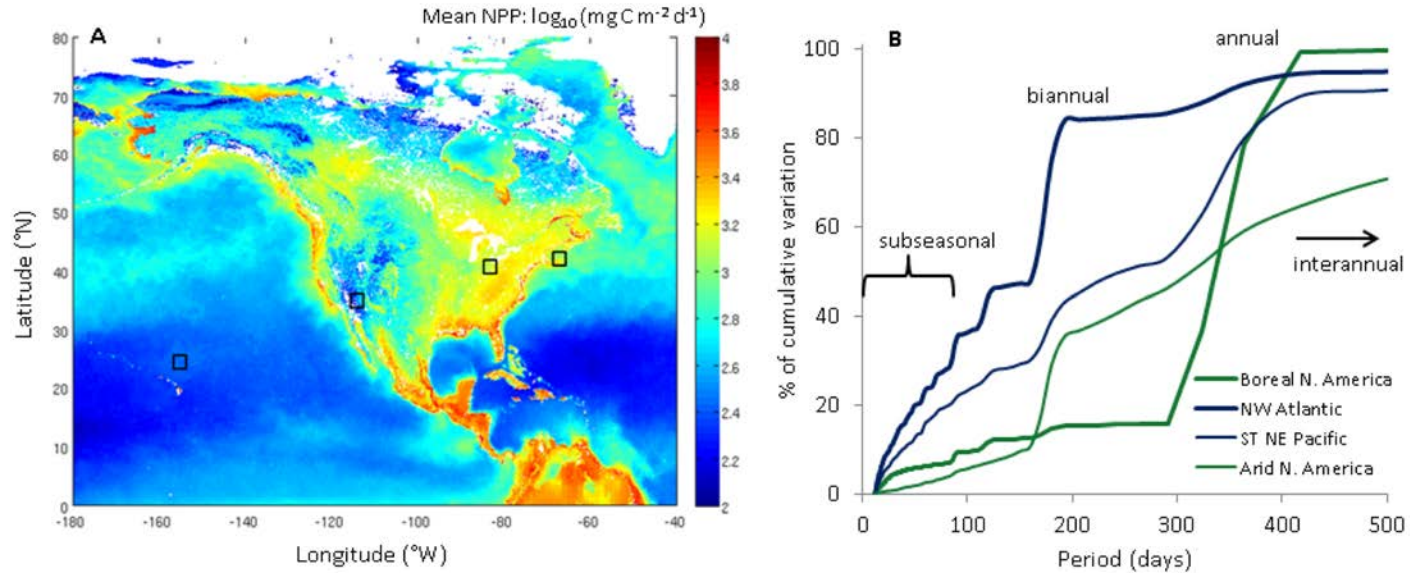 Mean NPP: log₁₀ (mg C m⁻² d⁻¹)
A
80
70
60
50
40
30
20
10
0
Latitude (°N)
-180
-160
-140
-120
-100
-80
-60
-40
Longitude (°W)
4
3.8
3.6
3.4
3.2
3
2.8
2.6
2.4
2.2
2
B
100
80
60
40
20
0
% of cumulative variation
annual
biannual
subseasonal
interannual
Boreal N. America
NW Atlantic
ST NE Pacific
Arid N. America
0
100
200
300
400
500
Period (days)